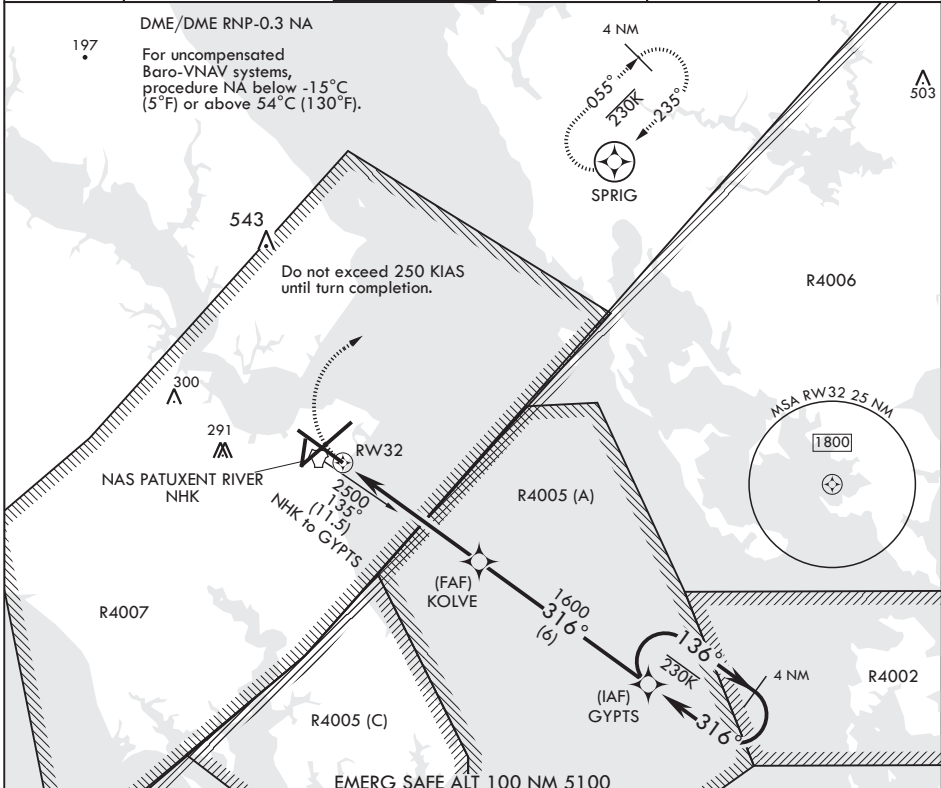 DME/DME RNP-0.3 NA
197
For uncompensated
Baro-VNAV systems,
procedure NA below -15°C
(5°F) or above 54°C (130°F).
4 NM
055°
230K
235°
SPRIG
503
543
Do not exceed 250 KIAS
until turn completion.
R4006
300
291
MSA RW32 25 NM
1800
RW32
NAS PATUXENT RIVER
NHK
2500
135°
(11.5)
NHK to GYPTS
R4005 (A)
(FAF)
KOLVE
1600
316°
(6)
R4007
136°
230K
4 NM
R4002
(IAF)
GYPTS
316°
R4005 (C)
EMERG SAFE ALT 100 NM 5100